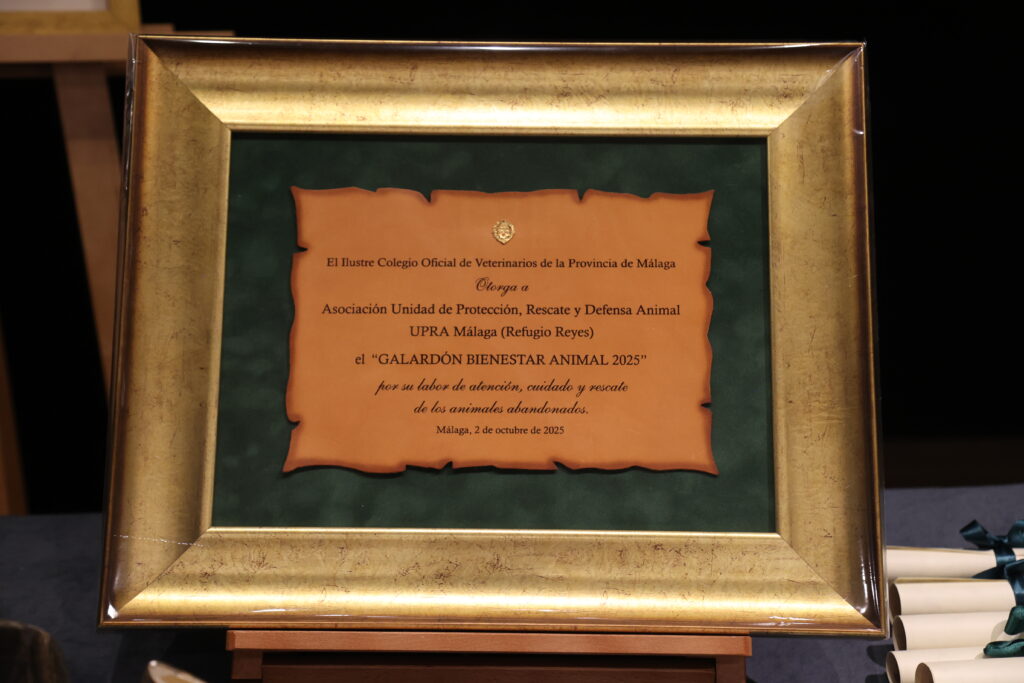 El Ilustre Colegio Oficial de Veterinarios de la Provincia de Málaga
Otorga a
Asociación Unidad de Protección, Rescate y Defensa Animal
UPRA Málaga (Refugio Reyes)
el “GALARDÓN BIENESTAR ANIMAL 2025”
por su labor de atención, cuidado y rescate
de los animales abandonados.
Málaga, 2 de octubre de 2025